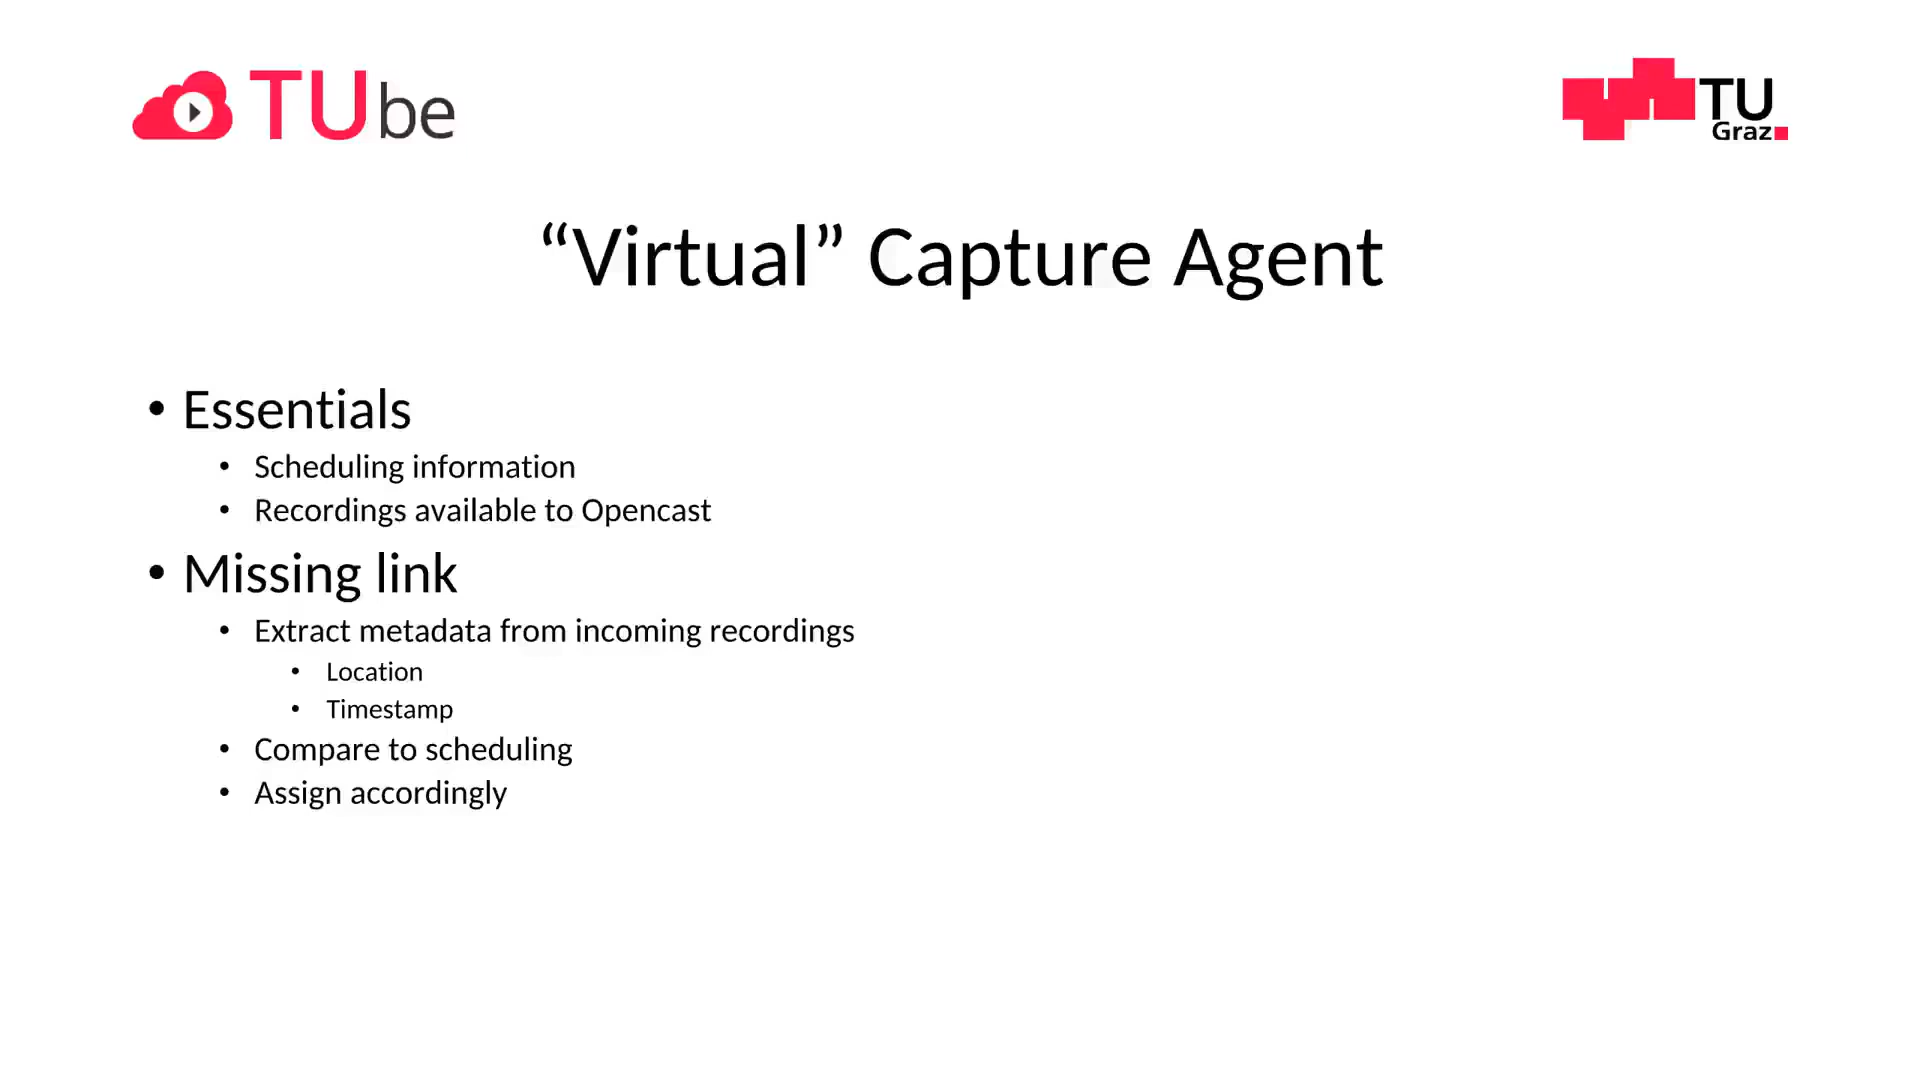 TUbe
TU
Graz
“Virtual” Capture Agent
• Essentials
• Scheduling information
• Recordings available to Opencast
• Missing link
• Extract metadata from incoming recordings
• Location
• Timestamp
• Compare to scheduling
• Assign accordingly